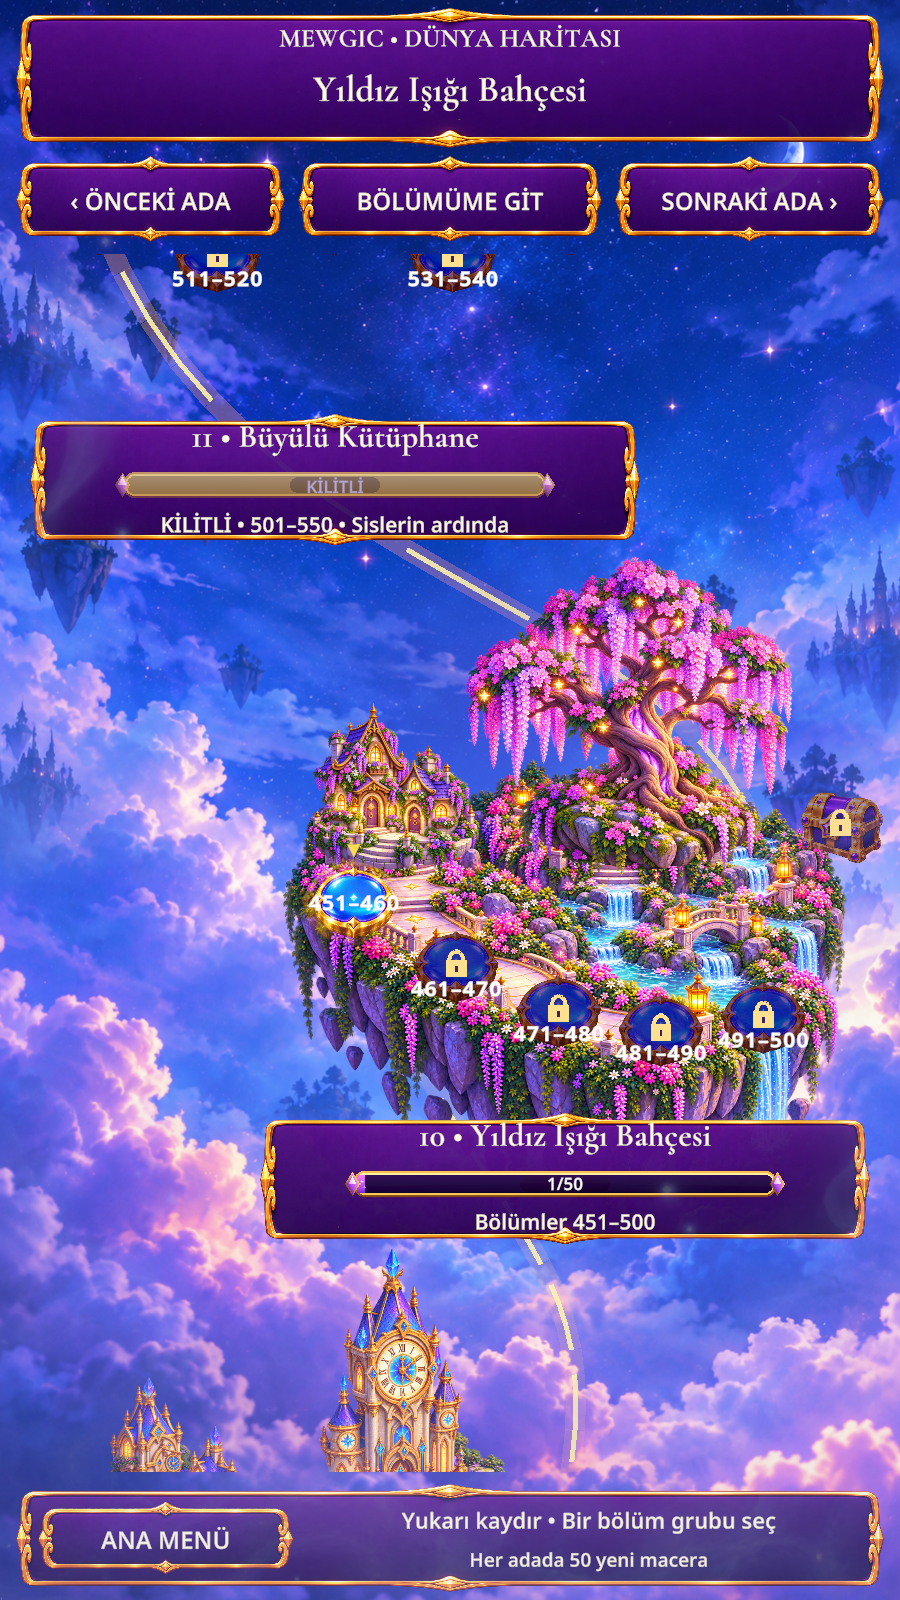 MEWGIC • DÜNYA HARİTASI
Yıldız Işığı Bahçesi
‹ ÖNCEKİ ADA
BÖLÜMÜME GİT
SONRAKİ ADA ›
511–520
531–540
11 • Büyülü Kütüphane
KİLİTLİ
KİLİTLİ • 501–550 • Sislerin ardında
451–460
461–470
471–480
481–490
491–500
10 • Yıldız Işığı Bahçesi
1/50
Bölümler 451–500
ANA MENÜ
Yukarı kaydır • Bir bölüm grubu seç
Her adada 50 yeni macera